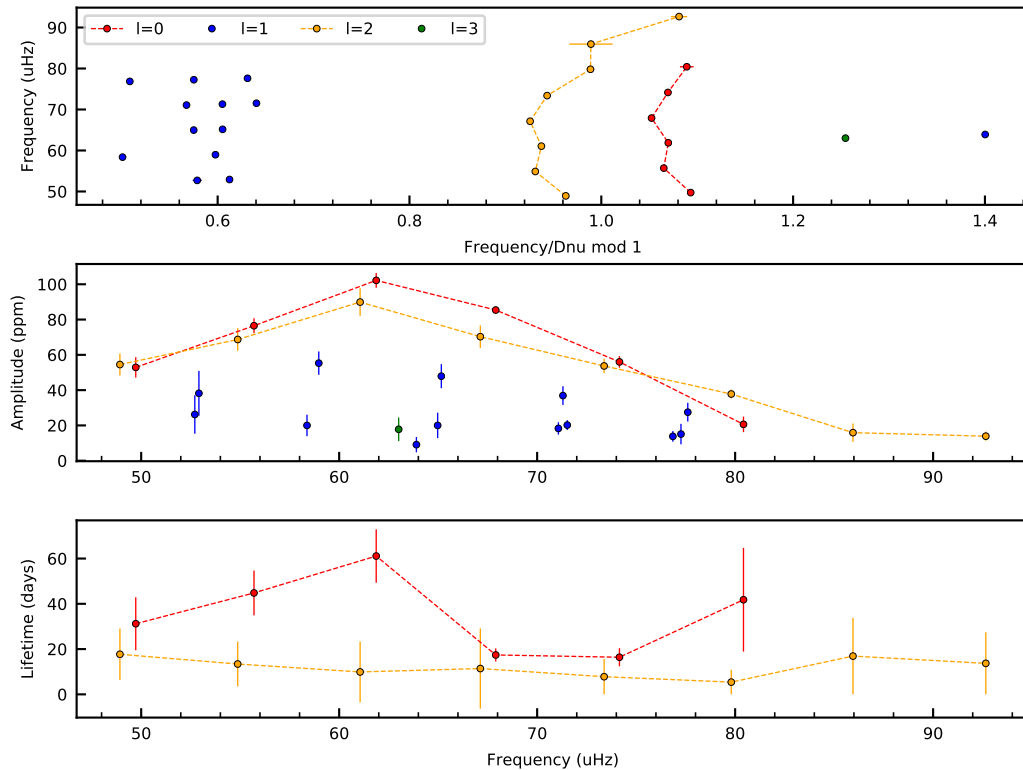 l=0 l=1 l=2 l=3
Frequency (uHz)
90
80
70
60
50
0.6 0.8 1.0 1.2 1.4
Frequency/Dnu mod 1
Amplitude (ppm)
100
80
60
40
20
0
50 60 70 80 90
Lifetime (days)
60
40
20
0
50 60 70 80 90
Frequency (uHz)